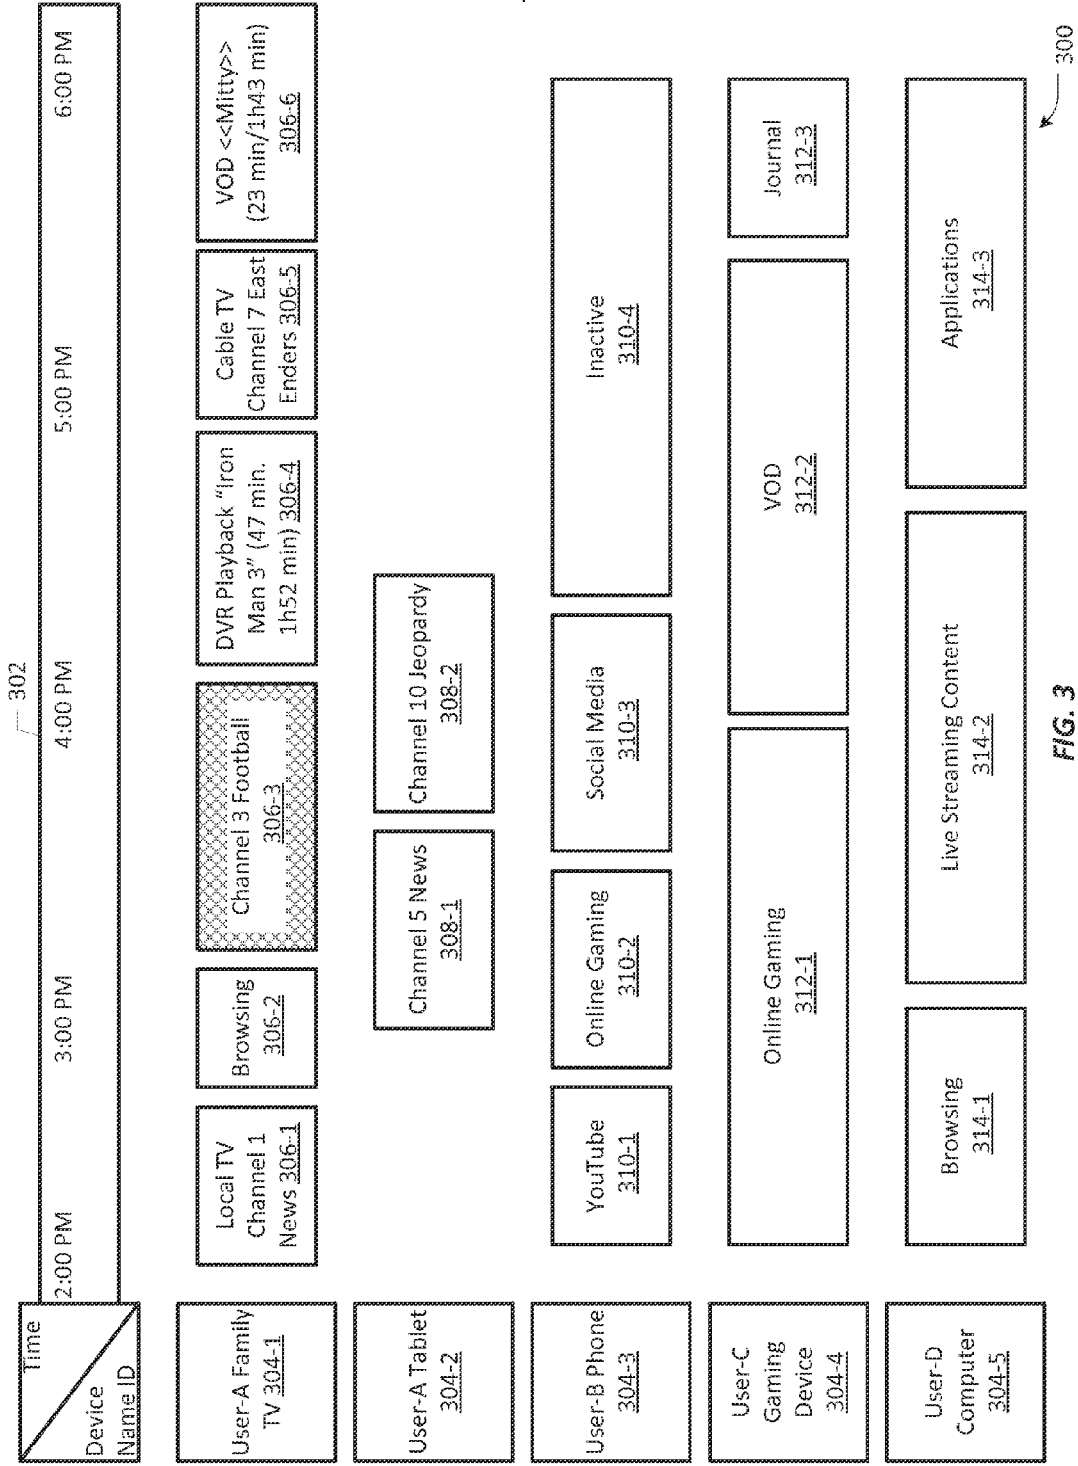 Time
Device
Name ID
2:00 PM
3:00 PM
4:00 PM
5:00 PM
6:00 PM
302
User-A Family
TV 304-1
Local TV
Channel 1
News 306-1
Browsing
306-2
Channel 3 Football
306-3
DVR Playback “Iron
Man 3” (47 min.
1h52 min) 306-4
Cable TV
Channel 7 East
Enders 306-5
VOD <<Mitty>>
(23 min/1h43 min)
306-6
User-A Tablet
304-2
Channel 5 News
308-1
Channel 10 Jeopardy
308-2
User-B Phone
304-3
YouTube
310-1
Online Gaming
310-2
Social Media
310-3
Inactive
310-4
User-C
Gaming
Device
304-4
Online Gaming
312-1
VOD
312-2
Journal
312-3
User-D
Computer
304-5
Browsing
314-1
Live Streaming Content
314-2
Applications
314-3
300
FIG. 3